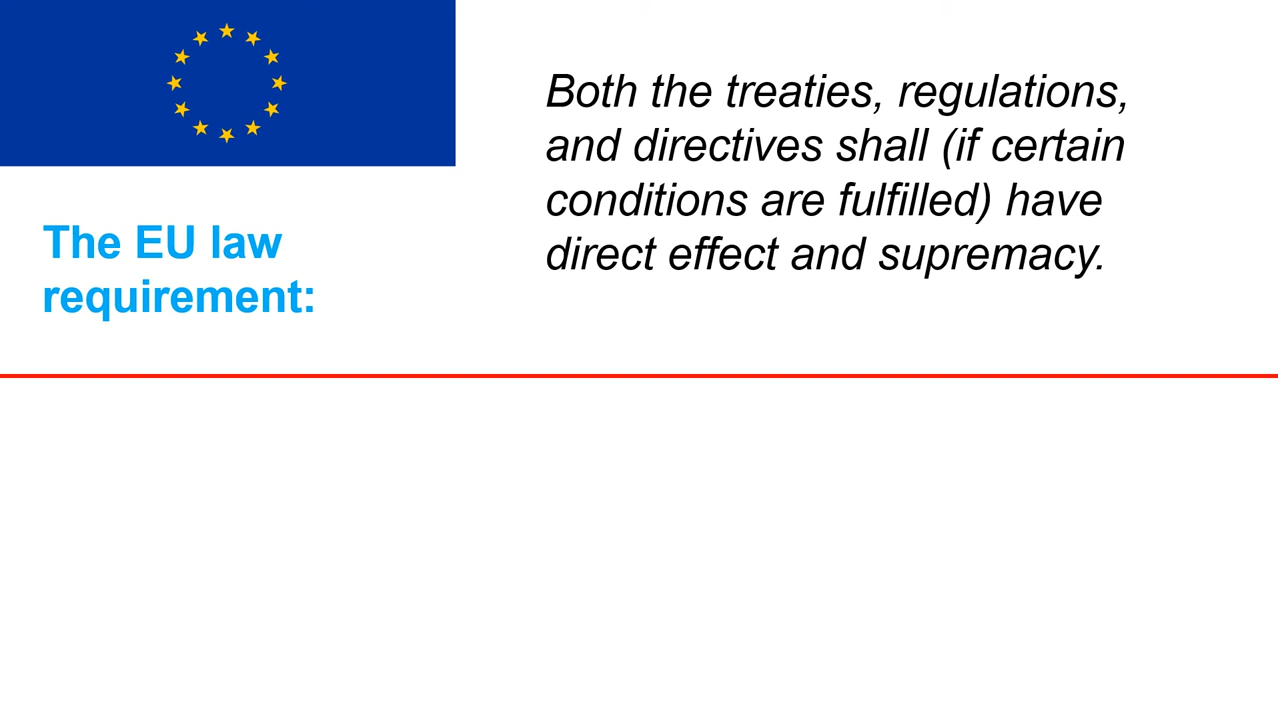 The EU law
requirement:
Both the treaties, regulations,
and directives shall (if certain
conditions are fulfilled) have
direct effect and supremacy.